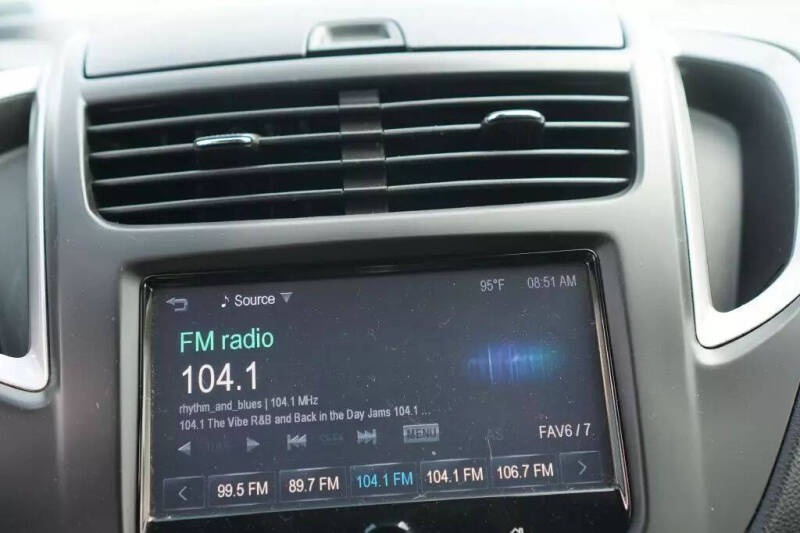 Source
95°F
08:51 AM
FM radio
104.1
rhythm_and_blues | 104.1 MHz
104.1 The Vibe R&B and Back in the Day Jams 104.1 ...
MENU
AS
FAV6 / 7
99.5 FM
89.7 FM
104.1 FM
104.1 FM
106.7 FM